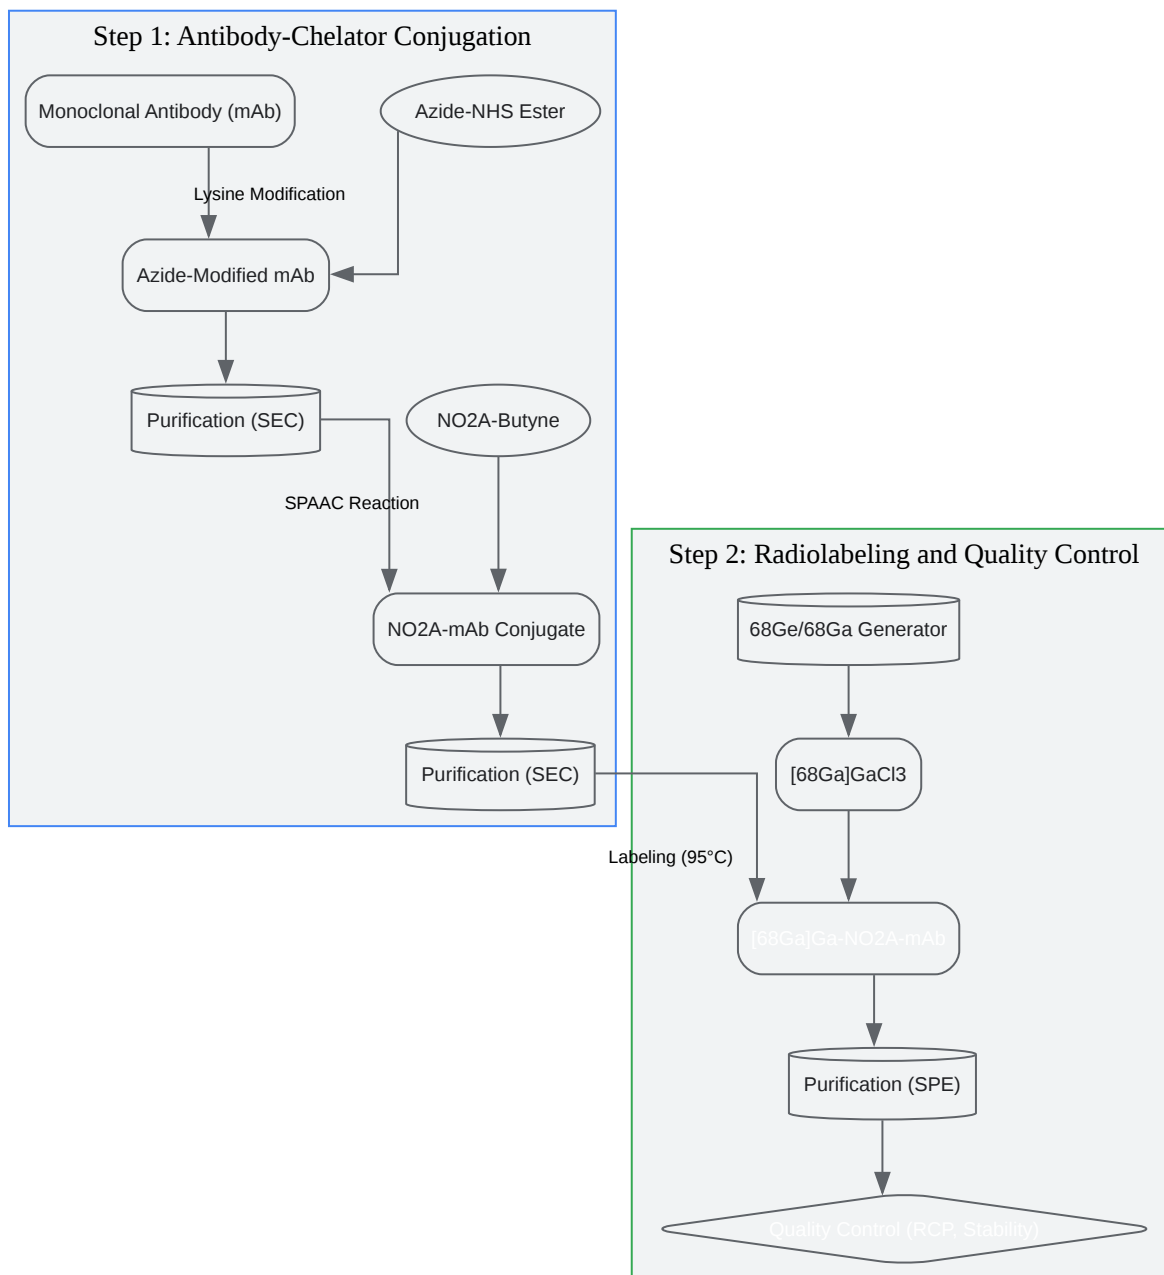 Step 1: Antibody-Chelator Conjugation
Monoclonal Antibody (mAb)
Azide-NHS Ester
Lysine Modification
Azide-Modified mAb
Purification (SEC)
NO2A-Butyne
SPAAC Reaction
NO2A-mAb Conjugate
Purification (SEC)
Step 2: Radiolabeling and Quality Control
68Ge/68Ga Generator
[68Ga]GaCl3
Labeling (95°C)
[68Ga]Ga-NO2A-mAb
Purification (SPE)
Quality Control (RCP, Stability)